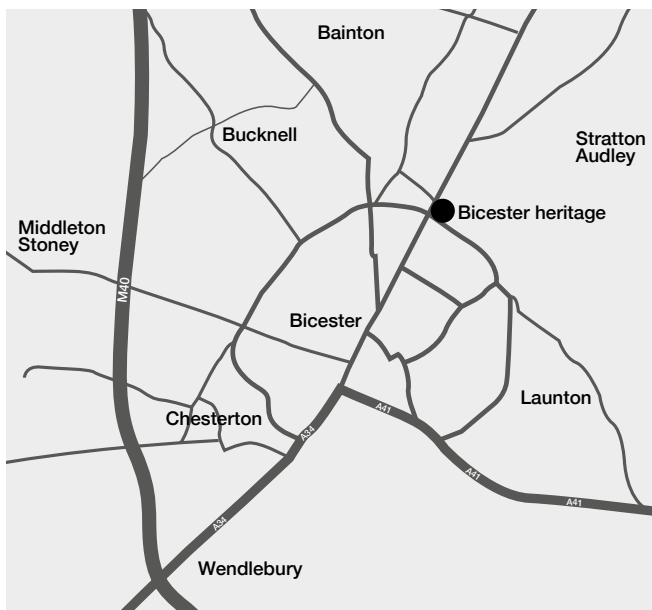 Bainton
Bucknell
Stratton
Audley
Bicester heritage
Middleton
Stoney
M40
Bicester
Launton
A41
Chesterton
A34
A41
A41
A34
Wendlebury